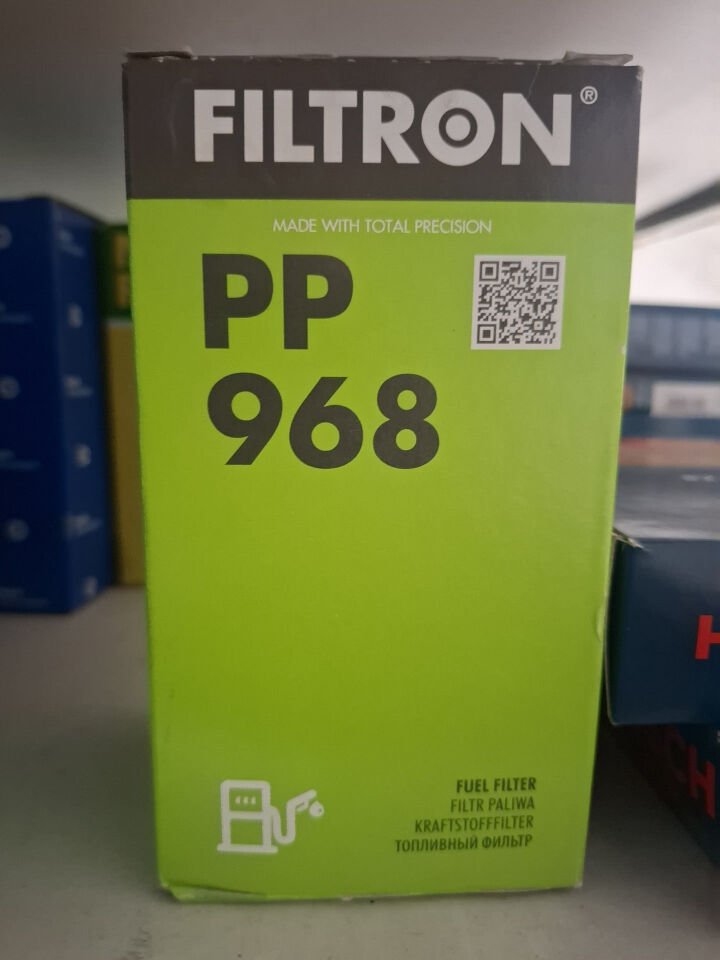 FILTRON®
MADE WITH TOTAL PRECISION
PP
968
FUEL FILTER
FILTR PALIWA
KRAFTSTOFFFILTER
ТОПЛИВНЫЙ ФИЛЬТР